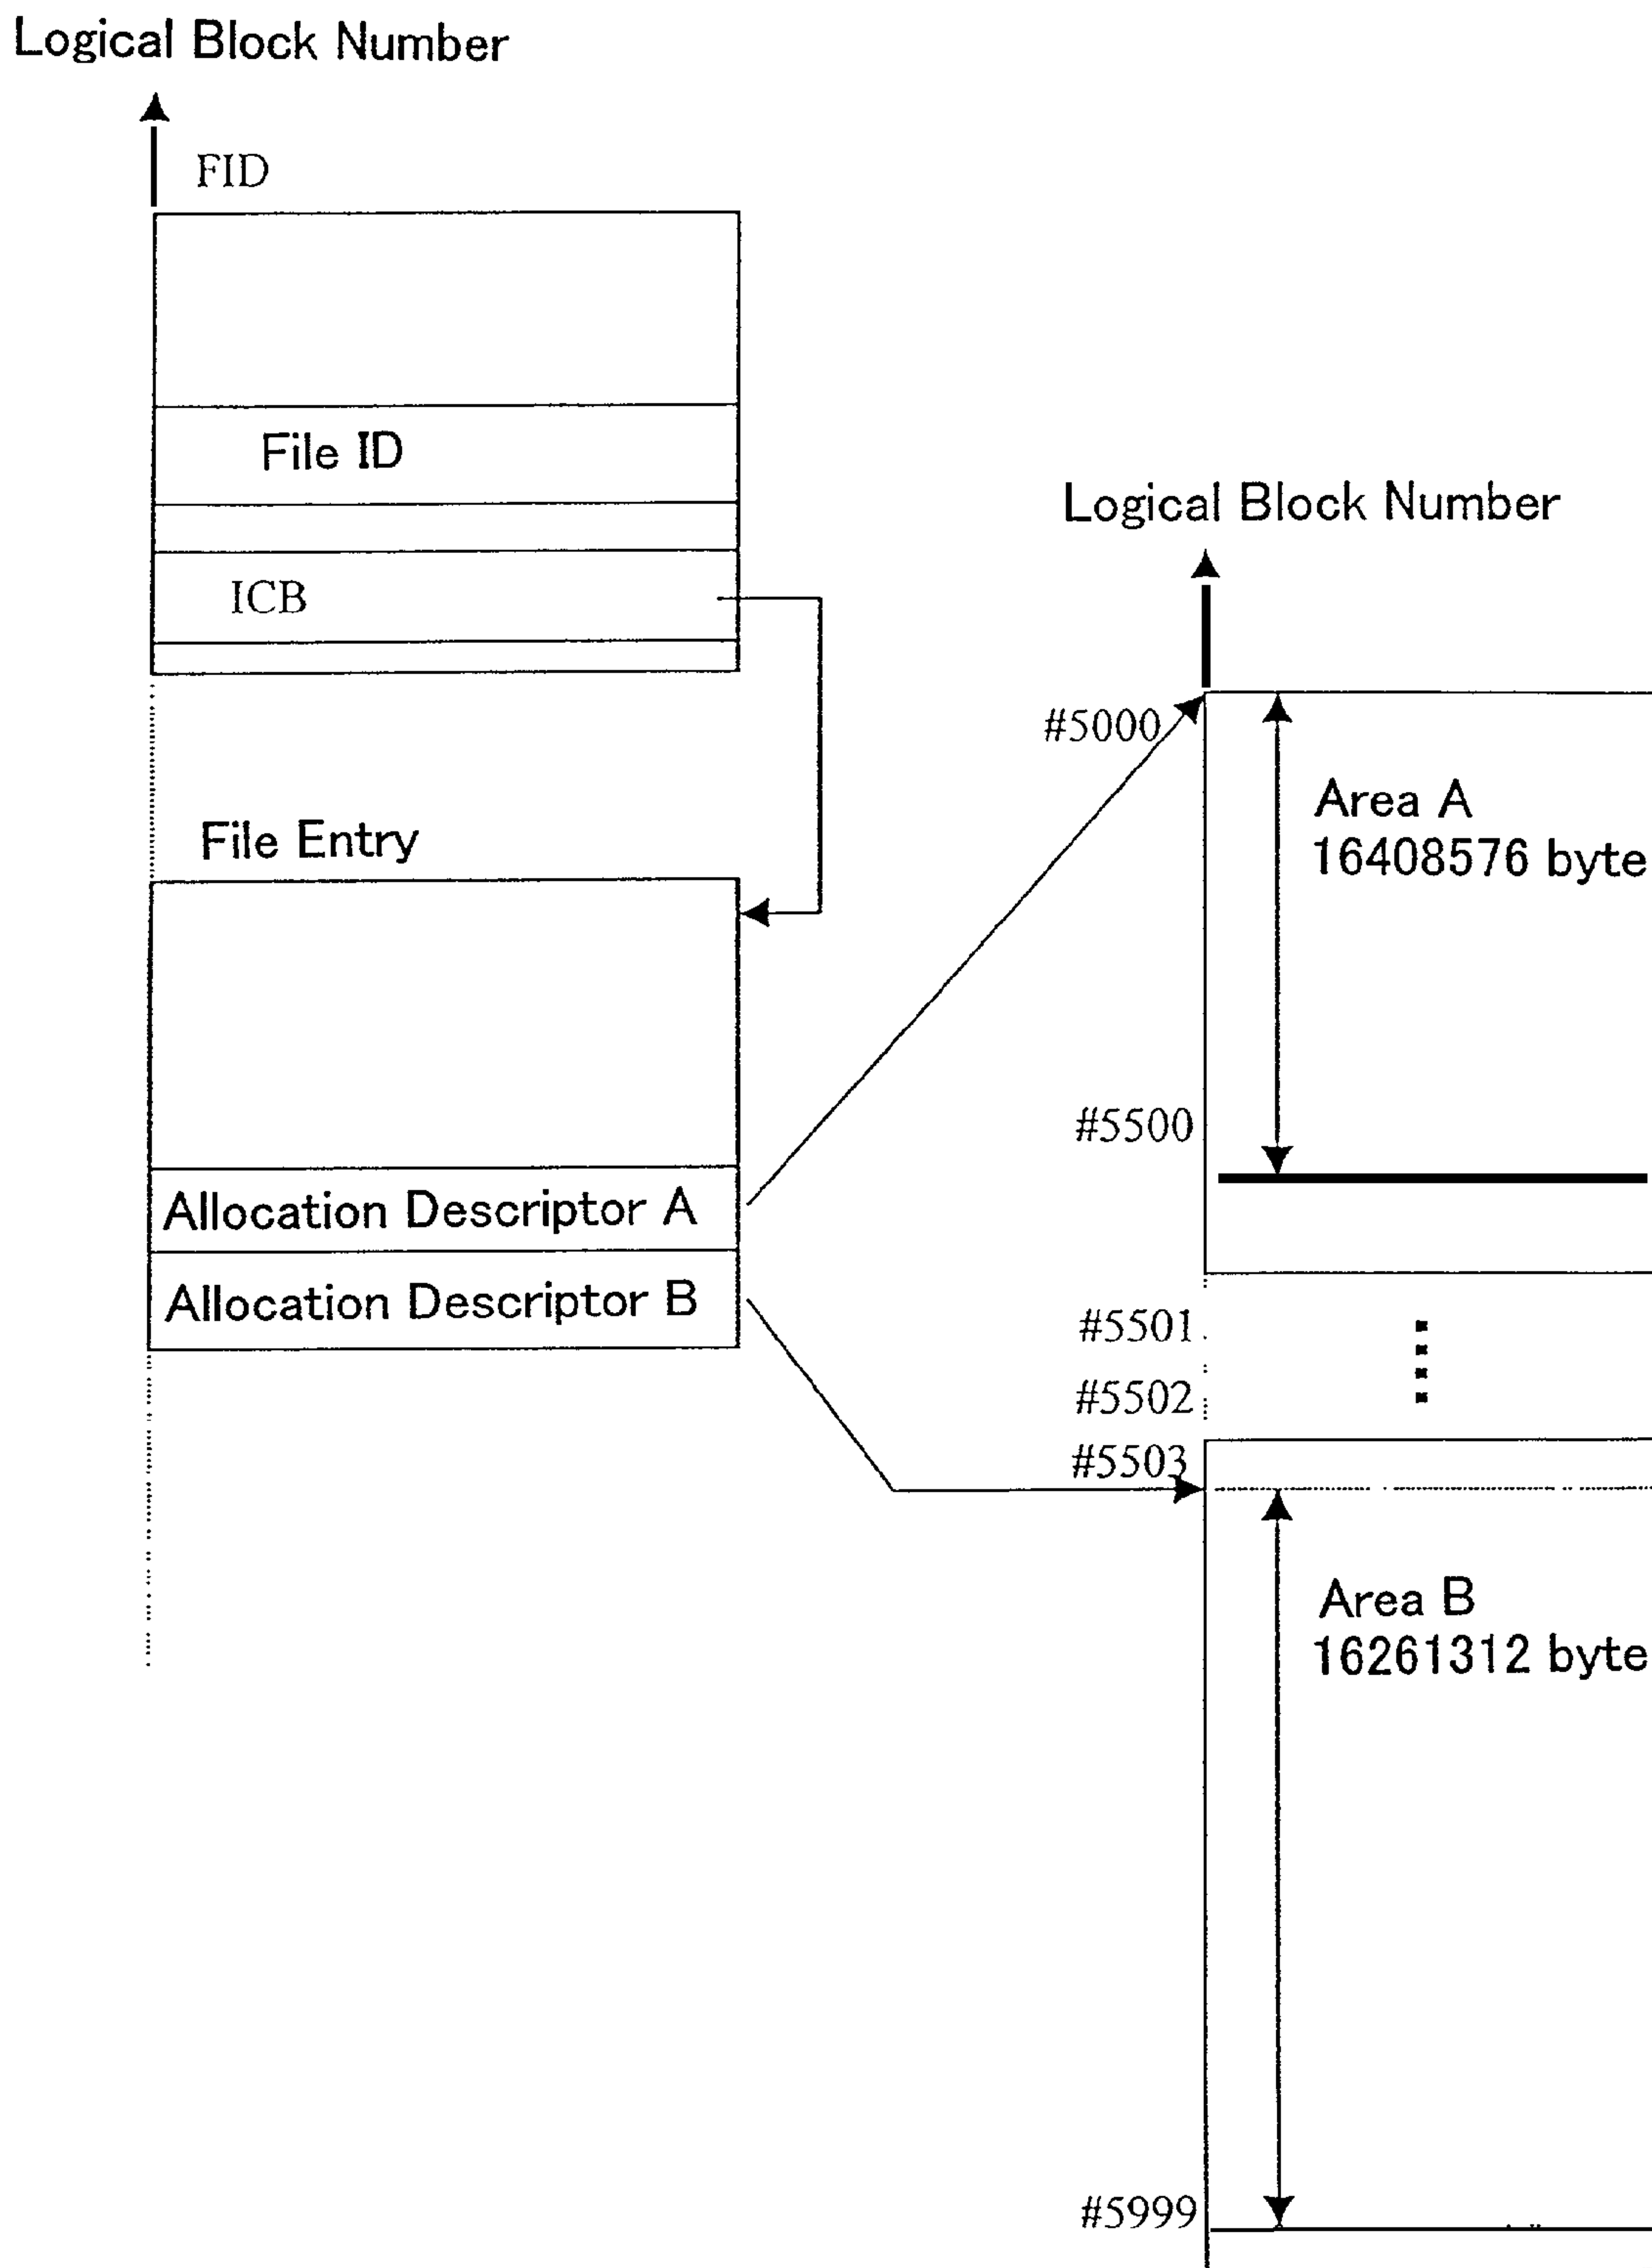 Logical Block Number
FID
File ID
ICB
File Entry
Allocation Descriptor A
Allocation Descriptor B
Logical Block Number
#5000
Area A
16408576 byte
#5500
#5501
#5502
#5503
Area B
16261312 byte
#5999